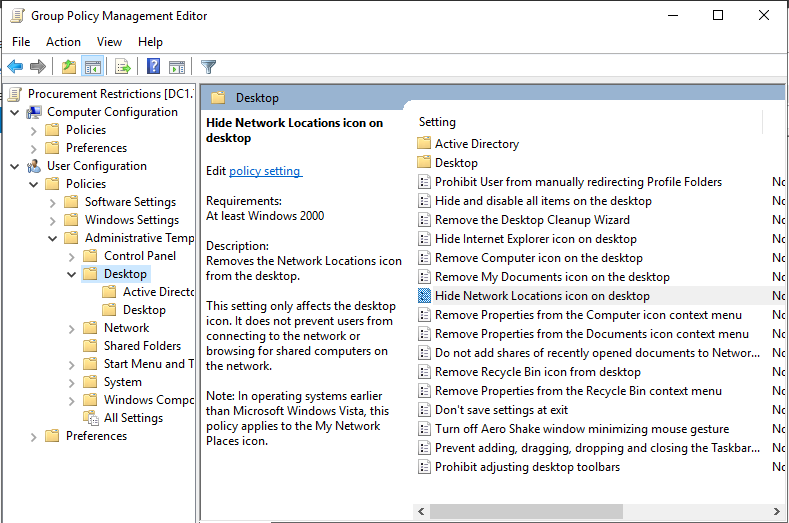 Group Policy Management Editor
File Action View Help
Procurement Restrictions [DC1.
Computer Configuration
Policies
Preferences
User Configuration
Policies
Software Settings
Windows Settings
Administrative Temp
Control Panel
Desktop
Active Directo
Desktop
Network
Shared Folders
Start Menu and T
System
Windows Compo
All Settings
Preferences
Desktop
Hide Network Locations icon on
desktop
Edit policy setting
Requirements:
At least Windows 2000
Description:
Removes the Network Locations icon
from the desktop.
This setting only affects the desktop
icon. It does not prevent users from
connecting to the network or
browsing for shared computers on
the network.
Note: In operating systems earlier
than Microsoft Windows Vista, this
policy applies to the My Network
Places icon.
Setting
Active Directory
Desktop
Prohibit User from manually redirecting Profile Folders No
Hide and disable all items on the desktop No
Remove the Desktop Cleanup Wizard No
Hide Internet Explorer icon on desktop No
Remove Computer icon on the desktop No
Remove My Documents icon on the desktop No
Hide Network Locations icon on desktop No
Remove Properties from the Computer icon context menu No
Remove Properties from the Documents icon context menu No
Do not add shares of recently opened documents to Networ... No
Remove Recycle Bin icon from desktop No
Remove Properties from the Recycle Bin context menu No
Don't save settings at exit No
Turn off Aero Shake window minimizing mouse gesture No
Prevent adding, dragging, dropping and closing the Taskbar... No
Prohibit adjusting desktop toolbars No